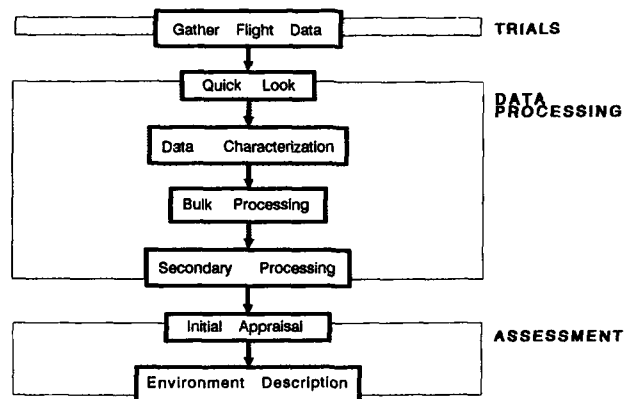 Gather Flight Data
TRIALS
Quick Look
DATA
PROCESSING
Data Characterization
Bulk Processing
Secondary Processing
Initial Appraisal
ASSESSMENT
Environment Description